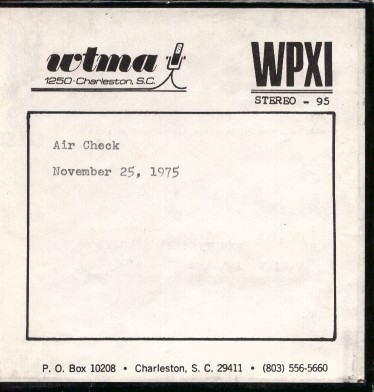 wtma
WPXI
1250-Charleston, S.C.
STEREO - 95
Air Check
November 25, 1975
P. O. Box 10208 • Charleston, S. C. 29411 • (803) 556-5660